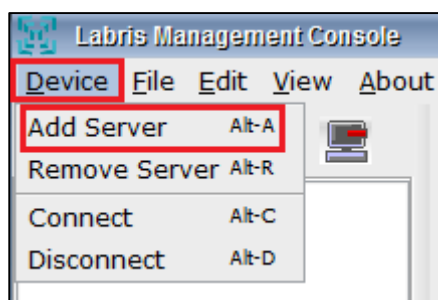 Labris Management Console
Device File Edit View About
Add Server Alt-A
Remove Server Alt-R
Connect Alt-C
Disconnect Alt-D